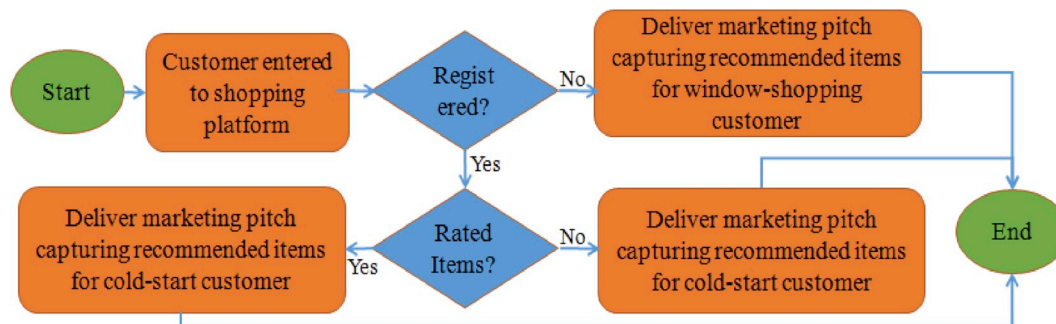 Start
Customer entered
to shopping
platform
Regist
ered?
No
Deliver marketing pitch
capturing recommended items
for window-shopping
customer
Yes
Deliver marketing pitch
capturing recommended items
for cold-start customer
Yes
Rated
Items?
No
Deliver marketing pitch
capturing recommended items
for cold-start customer
End